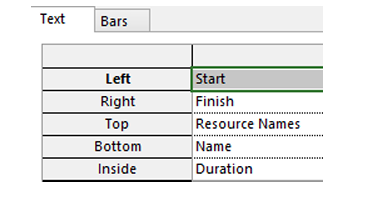 Text Bars
Left Start
Right Finish
Top Resource Names
Bottom Name
Inside Duration